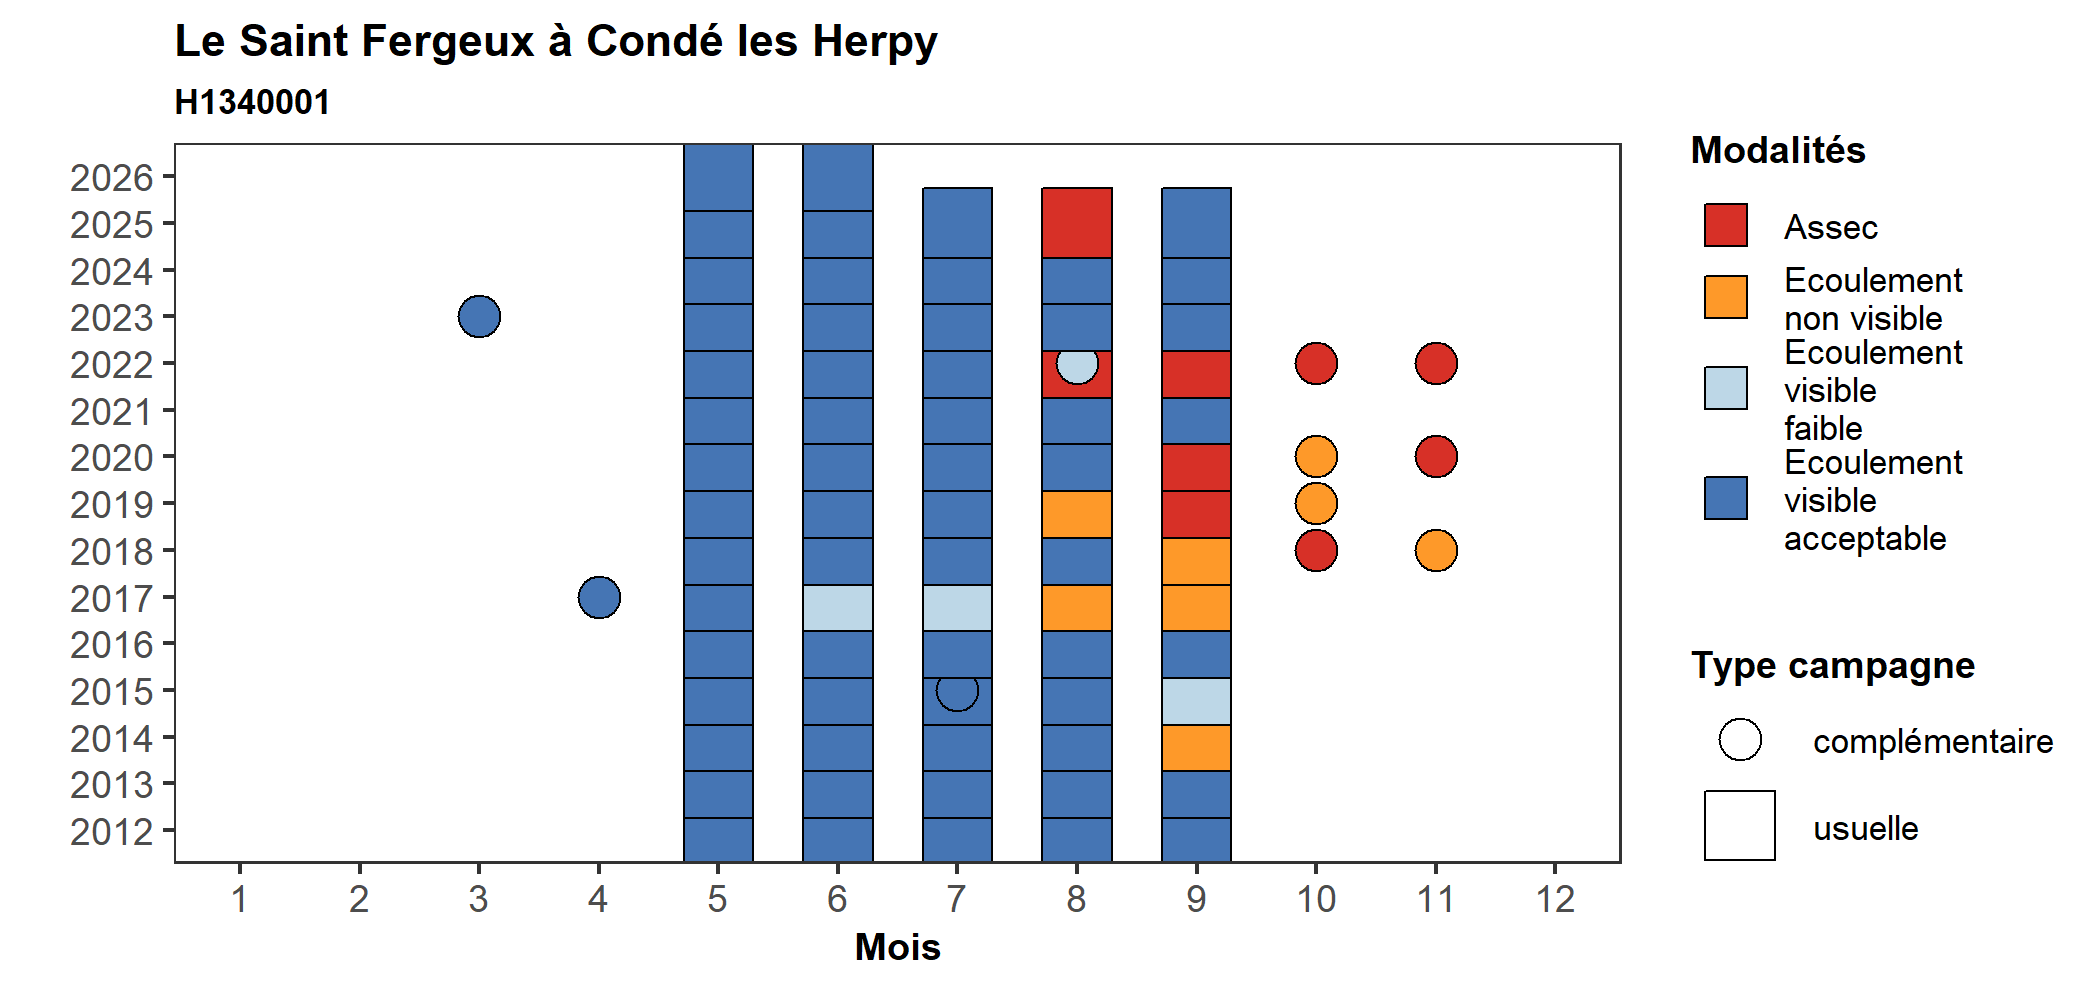 Le Saint Fergeux à Condé les Herpy
H1340001
2026
2025
2024
2023
2022
2021
2020
2019
2018
2017
2016
2015
2014
2013
2012
1 2 3 4 5 6 7 8 9 10 11 12
Mois
Modalités
Assec
Ecoulement
non visible
Ecoulement
visible
faible
Ecoulement
visible
acceptable
Type campagne
complémentaire
usuelle